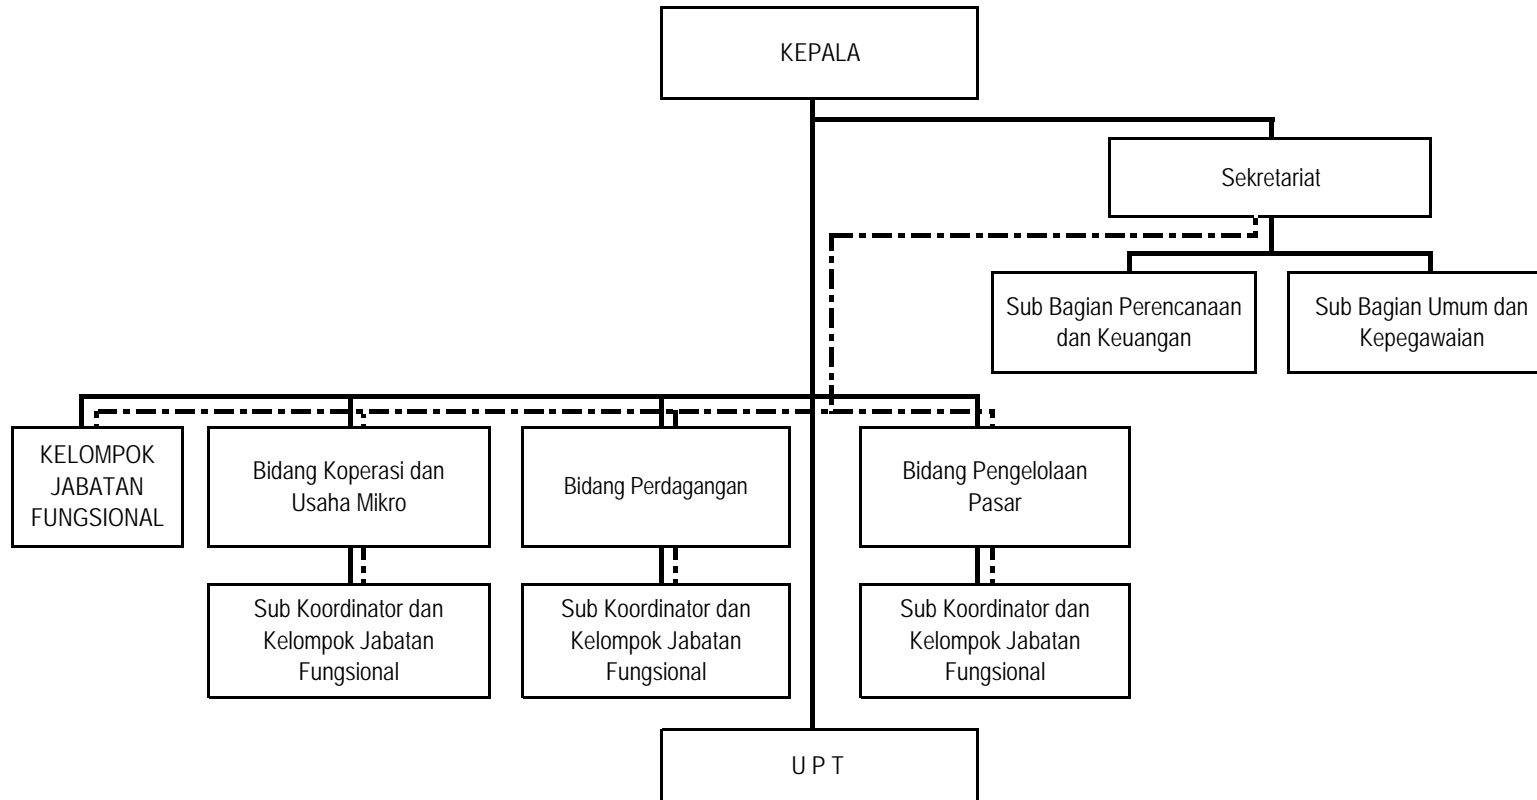 KEPALA
Sekretariat
Sub Bagian Perencanaan
dan Keuangan
Sub Bagian Umum dan
Kepegawaian
KELOMPOK
JABATAN
FUNGSIONAL
Bidang Koperasi dan
Usaha Mikro
Bidang Perdagangan
Bidang Pengelolaan
Pasar
Sub Koordinator dan
Kelompok Jabatan
Fungsional
Sub Koordinator dan
Kelompok Jabatan
Fungsional
Sub Koordinator dan
Kelompok Jabatan
Fungsional
U P T